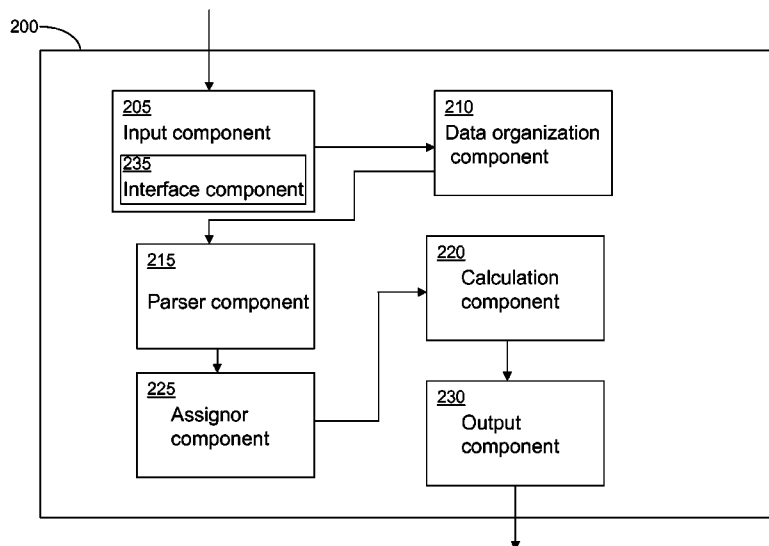 200
205
Input component
235
Interface component
210
Data organization
component
215
Parser component
220
Calculation
component
225
Assignor
component
230
Output
component